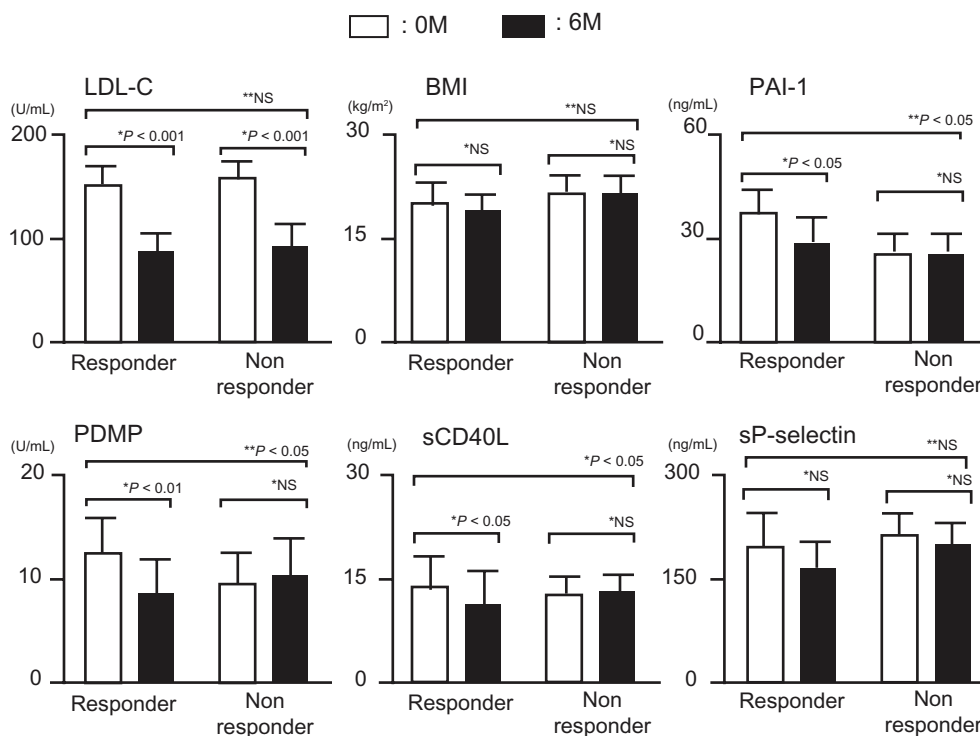 : 0M : 6M
LDL-C
(U/mL)
**NS
*P < 0.001 *P < 0.001
200
100
0
Responder Non
responder
BMI
(kg/m²)
**NS
*NS *NS
30
15
0
Responder Non
responder
PAI-1
(ng/mL)
**P < 0.05
*P < 0.05 *NS
60
30
0
Responder Non
responder
PDMP
(U/mL)
**P < 0.05
*P < 0.01 *NS
20
10
0
Responder Non
responder
sCD40L
(ng/mL)
*P < 0.05
*P < 0.05 *NS
30
15
0
Responder Non
responder
sP-selectin
(ng/mL)
**NS
*NS *NS
300
150
0
Responder Non
responder